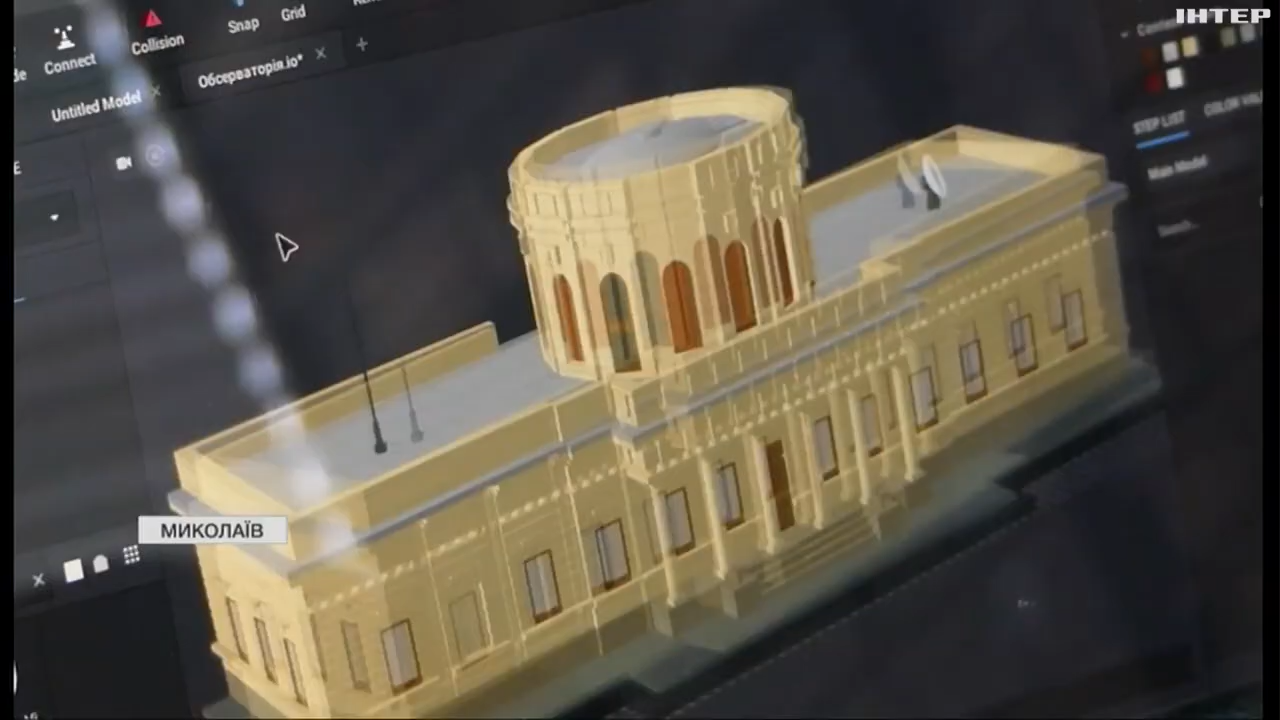 ІНТЕР
Connect
Collision
Snap
Grid
Untitled Model
Обсерваторія.io*
STEP LIST
Main Model
МИКОЛАЇВ